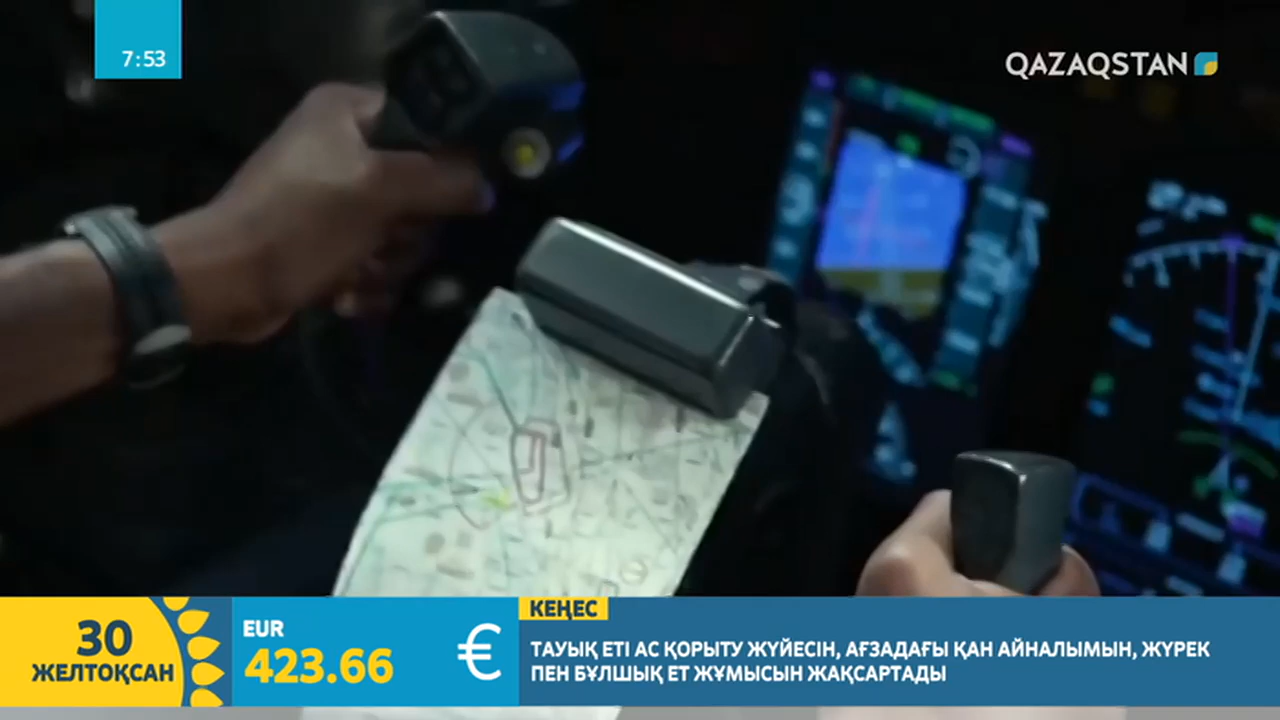 7:53
QAZAQSTAN
30
ЖЕЛТОҚСАН
EUR
423.66
€
КЕҢЕС
ТАУЫҚ ЕТІ АС ҚОРЫТУ ЖҮЙЕСІН, АҒЗАДАҒЫ ҚАН АЙНАЛЫМЫН, ЖҮРЕК
ПЕН БҰЛШЫҚ ЕТ ЖҰМЫСЫН ЖАҚСАРТАДЫ